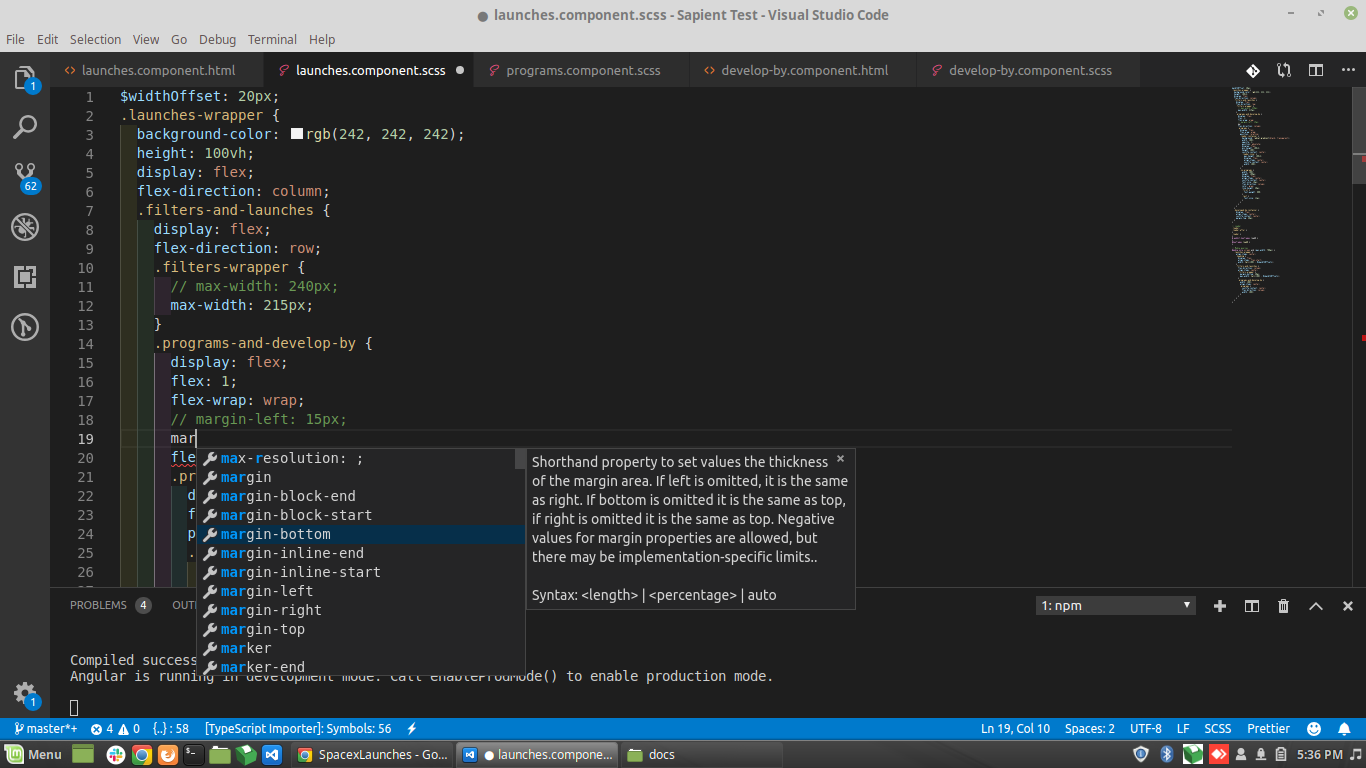 launches.component.scss - Sapient Test - Visual Studio Code
File Edit Selection View Go Debug Terminal Help
launches.component.html launches.component.scss programs.component.scss develop-by.component.html develop-by.component.scss
1 $widthOffset: 20px;
2 .launches-wrapper {
3 background-color: rgb(242, 242, 242);
4 height: 100vh;
5 display: flex;
6 flex-direction: column;
7 .filters-and-launches {
8 display: flex;
9 flex-direction: row;
10 .filters-wrapper {
11 // max-width: 240px;
12 max-width: 215px;
13 }
14 .programs-and-develop-by {
15 display: flex;
16 flex: 1;
17 flex-wrap: wrap;
18 // margin-left: 15px;
19 mar
20 fle
21 .pr
22 d
23 f
24 p
25 .
26
1
62
1
max-resolution: ;
margin
margin-block-end
margin-block-start
margin-bottom
margin-inline-end
margin-inline-start
margin-left
margin-right
margin-top
marker
marker-end
Shorthand property to set values the thickness
of the margin area. If left is omitted, it is the same
as right. If bottom is omitted it is the same as top,
if right is omitted it is the same as top. Negative
values for margin properties are allowed, but
there may be implementation-specific limits..
Syntax: <length> | <percentage> | auto
PROBLEMS 4 OUT 1: npm
Compiled success
Angular is running in development mode. Call enableProdMode() to enable production mode.
master*+ 4 0 {..} : 58 [TypeScript Importer]: Symbols: 56 Ln 19, Col 10 Spaces: 2 UTF-8 LF SCSS Prettier
Menu SpacexLaunches - Go... launches.compone... docs 5:36 PM